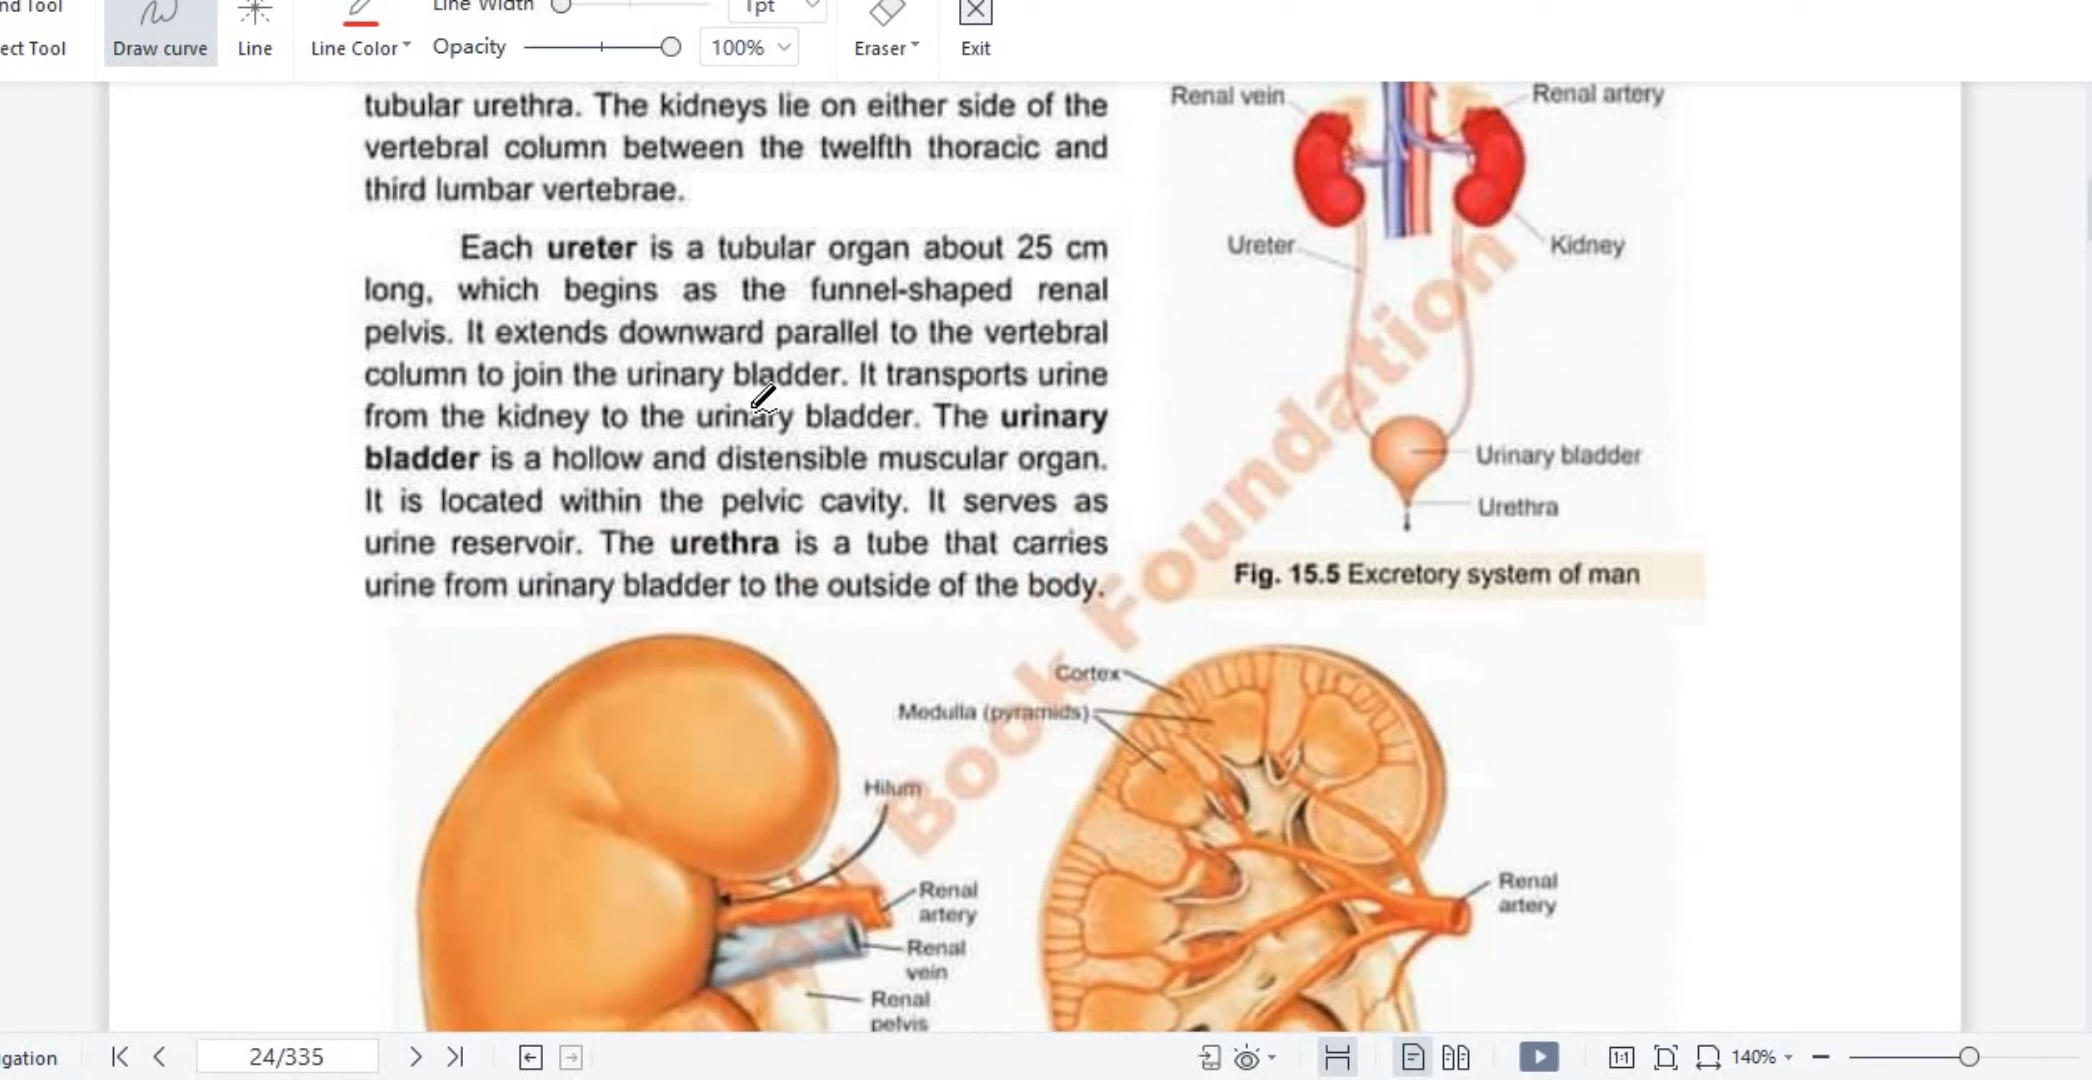 nd Tool
ect Tool
Draw curve
Line
Line Color
Line Width
1pt
Opacity
100%
Eraser
Exit
tubular urethra. The kidneys lie on either side of the
vertebral column between the twelfth thoracic and
third lumbar vertebrae.
Each ureter is a tubular organ about 25 cm
long, which begins as the funnel-shaped renal
pelvis. It extends downward parallel to the vertebral
column to join the urinary bladder. It transports urine
from the kidney to the urinary bladder. The urinary
bladder is a hollow and distensible muscular organ.
It is located within the pelvic cavity. It serves as
urine reservoir. The urethra is a tube that carries
urine from urinary bladder to the outside of the body.
Renal vein
Renal artery
Ureter
Kidney
Urinary bladder
Urethra
Fig. 15.5 Excretory system of man
Cortex
Medulla (pyramids)
Hilum
Renal
artery
Renal
vein
Renal
pelvis
Renal
artery
Book Foundation
gation
24/335
1:1
140%